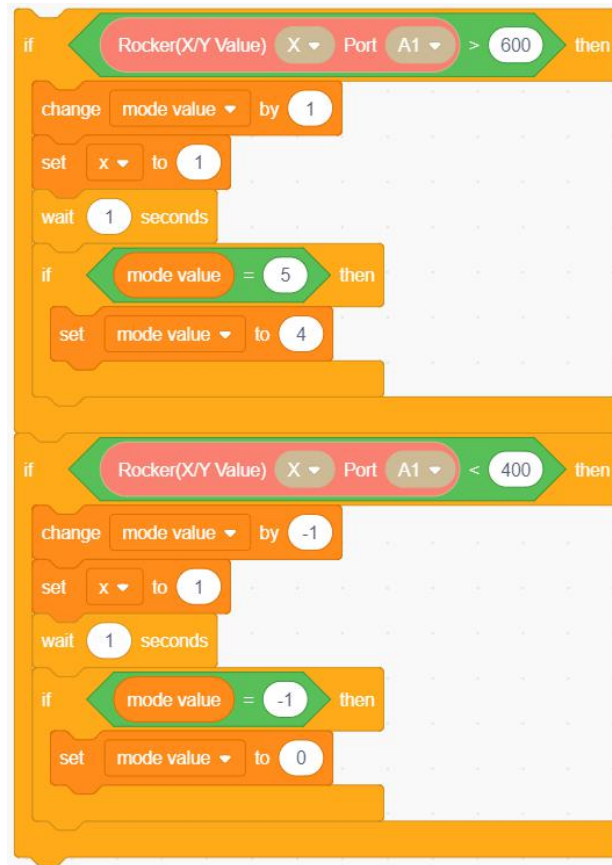 if Rocker(X/Y Value) X Port A1 > 600 then
change mode value by 1
set x to 1
wait 1 seconds
if mode value = 5 then
set mode value to 4
if Rocker(X/Y Value) X Port A1 < 400 then
change mode value by -1
set x to 1
wait 1 seconds
if mode value = -1 then
set mode value to 0